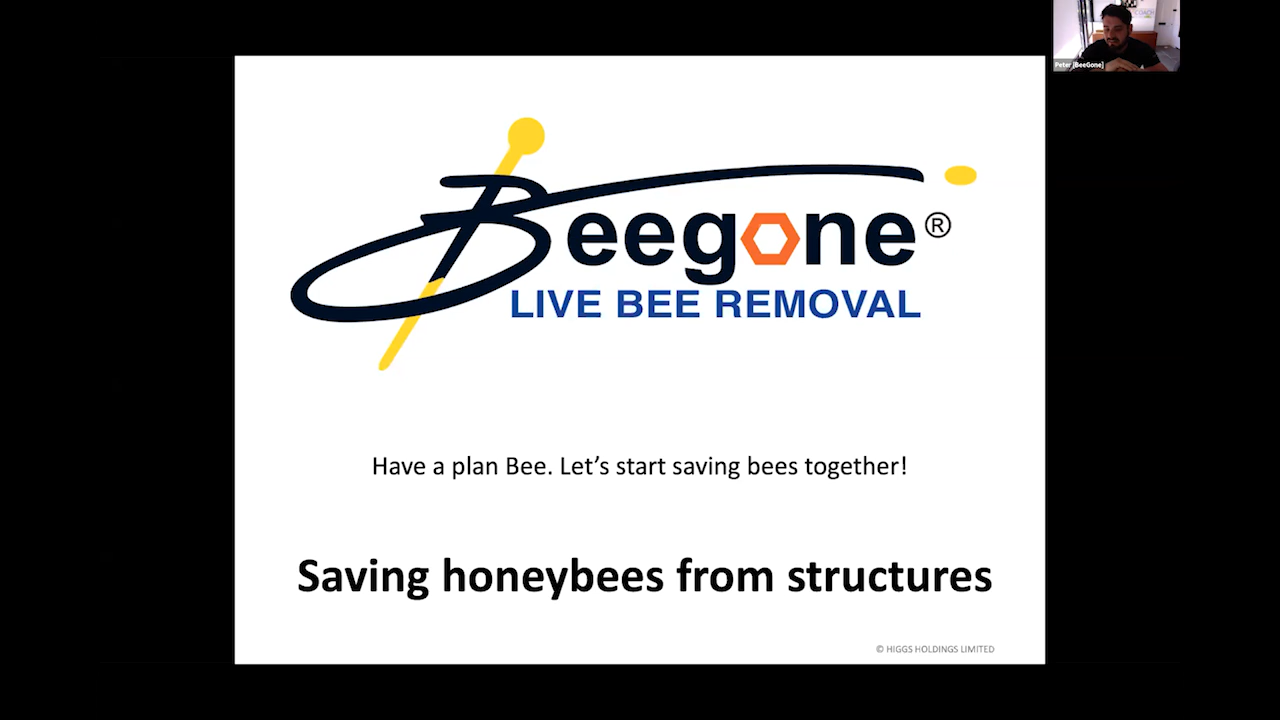 Peter [BeeGone]
Beegone®
LIVE BEE REMOVAL
Have a plan Bee. Let’s start saving bees together!
Saving honeybees from structures
© HIGGS HOLDINGS LIMITED